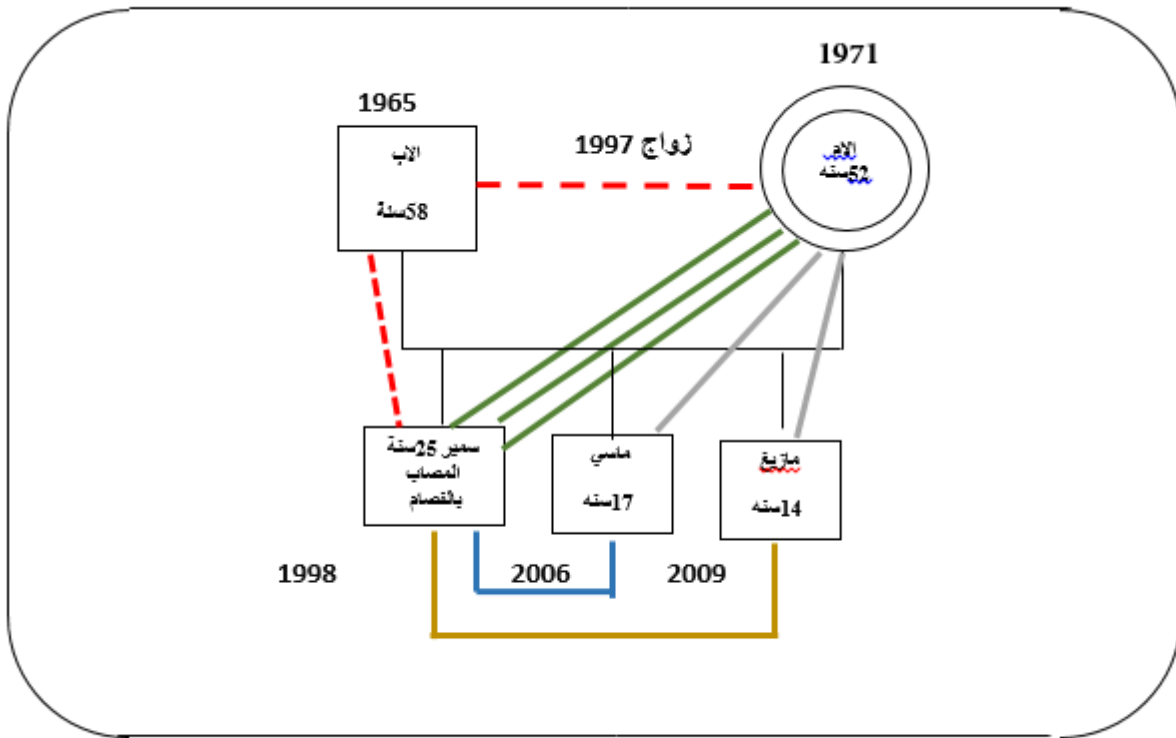 1971
1965
زواج 1997
الاب
58سنة
الام
52سنه
سمير 25سنة
المصاب
بالفصام
ماسي
17سنه
مازيغ
14سنه
1998
2006
2009